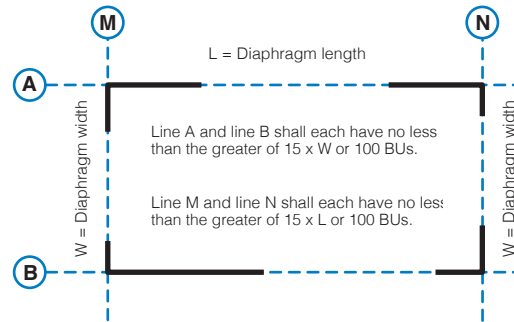 M
N
L = Diaphragm length
A
W = Diaphragm width
Line A and line B shall each have no less
than the greater of 15 x W or 100 BUs.
Line M and line N shall each have no less
than the greater of 15 x L or 100 BUs.
W = Diaphragm width
B